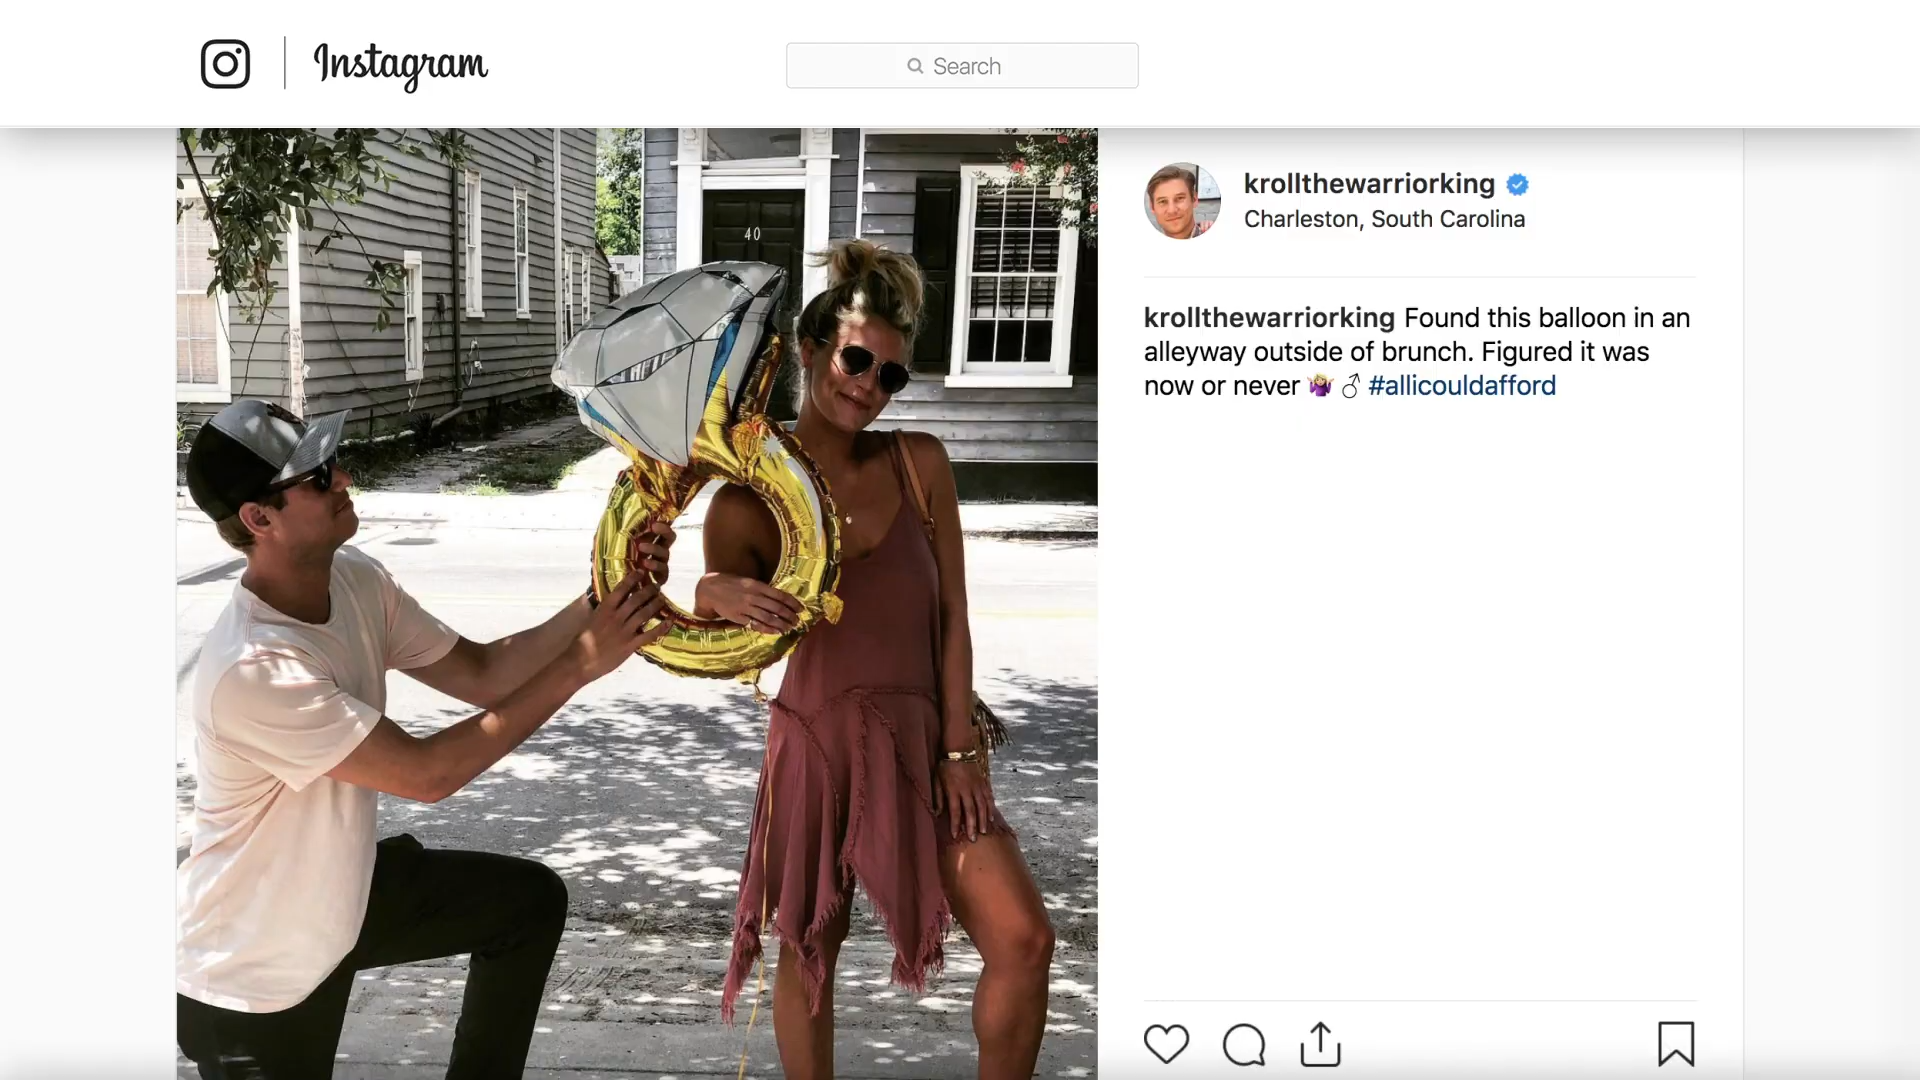 Instagram
Search
40
krollthewarriorking
Charleston, South Carolina
krollthewarriorking Found this balloon in an
alleyway outside of brunch. Figured it was
now or never 🤷🏼‍♀️ ♂ #allicouldafford